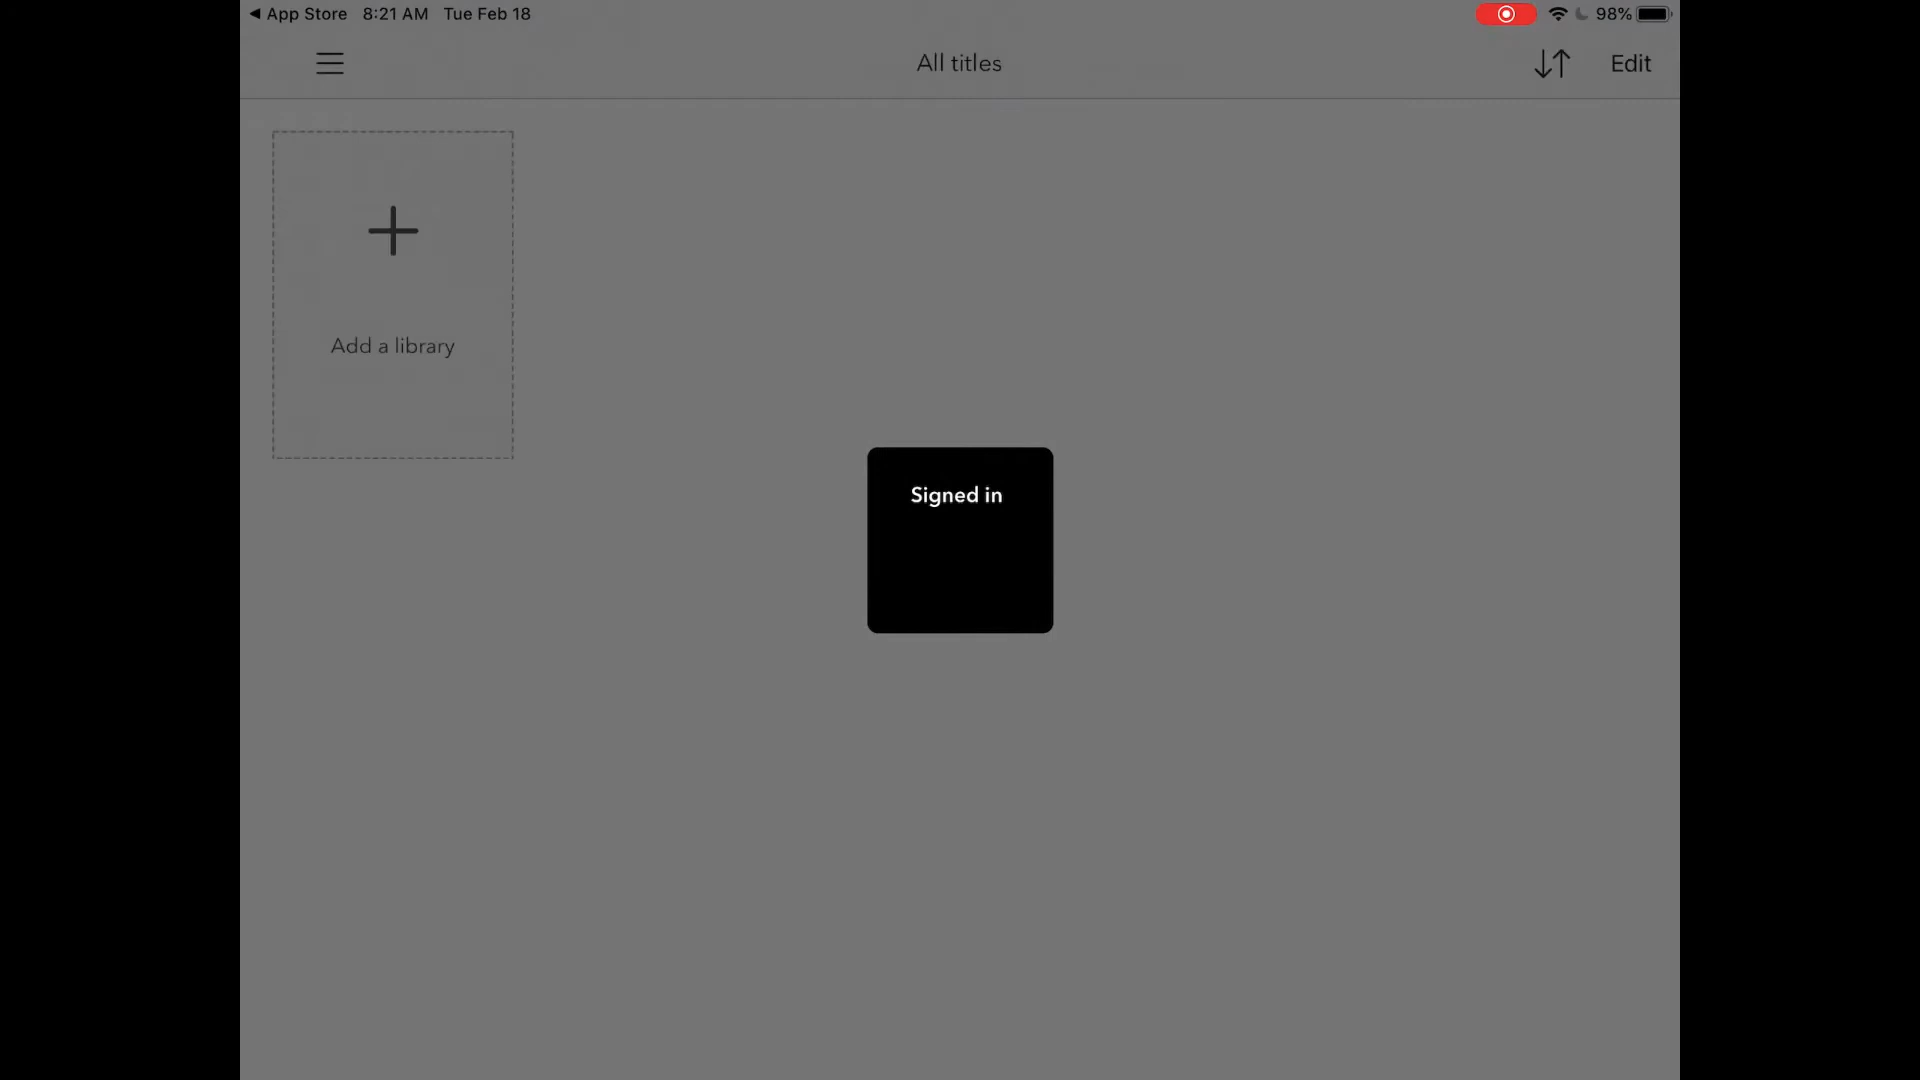 App Store 8:21 AM Tue Feb 18 98%
All titles Edit
Add a library
Signed in